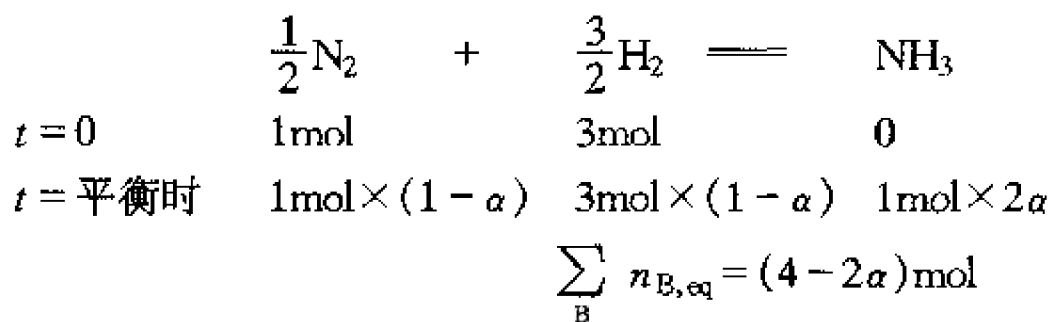 1/2 N₂ + 3/2 H₂ ══ NH₃
t = 0 1mol 3mol 0
t = 平衡时 1mol×(1－α) 3mol×(1－α) 1mol×2α
∑_B n_B,eq = (4－2α)mol